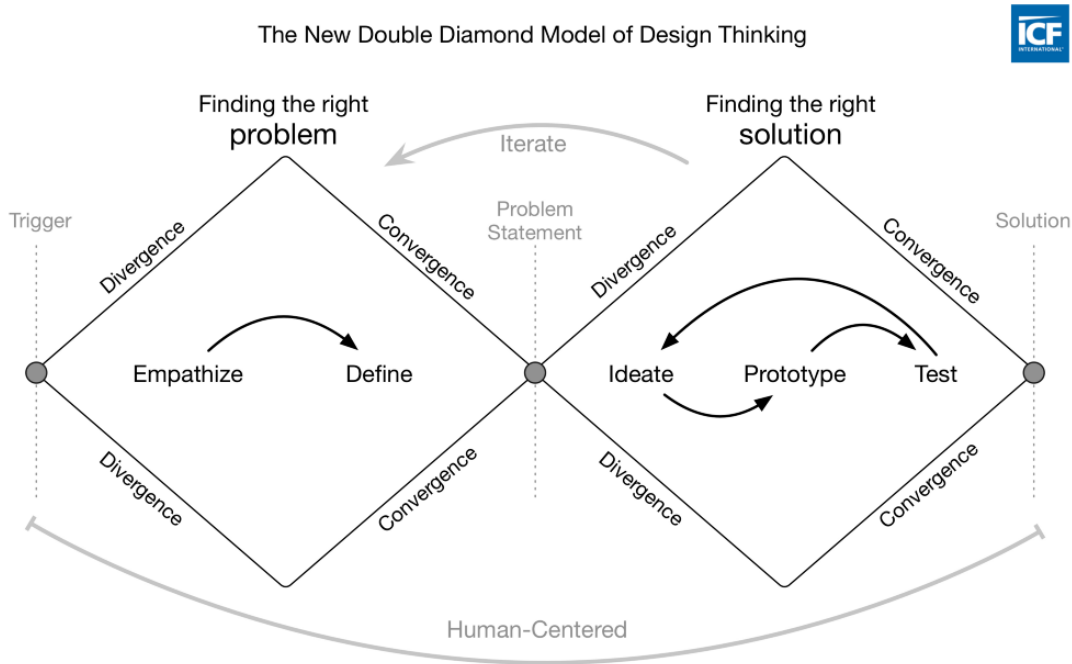 The New Double Diamond Model of Design Thinking
ICF
INTERNATIONAL
Finding the right
problem
Finding the right
solution
Iterate
Trigger
Problem
Statement
Solution
Divergence
Convergence
Divergence
Convergence
Empathize
Define
Ideate
Prototype
Test
Divergence
Convergence
Divergence
Convergence
Human-Centered